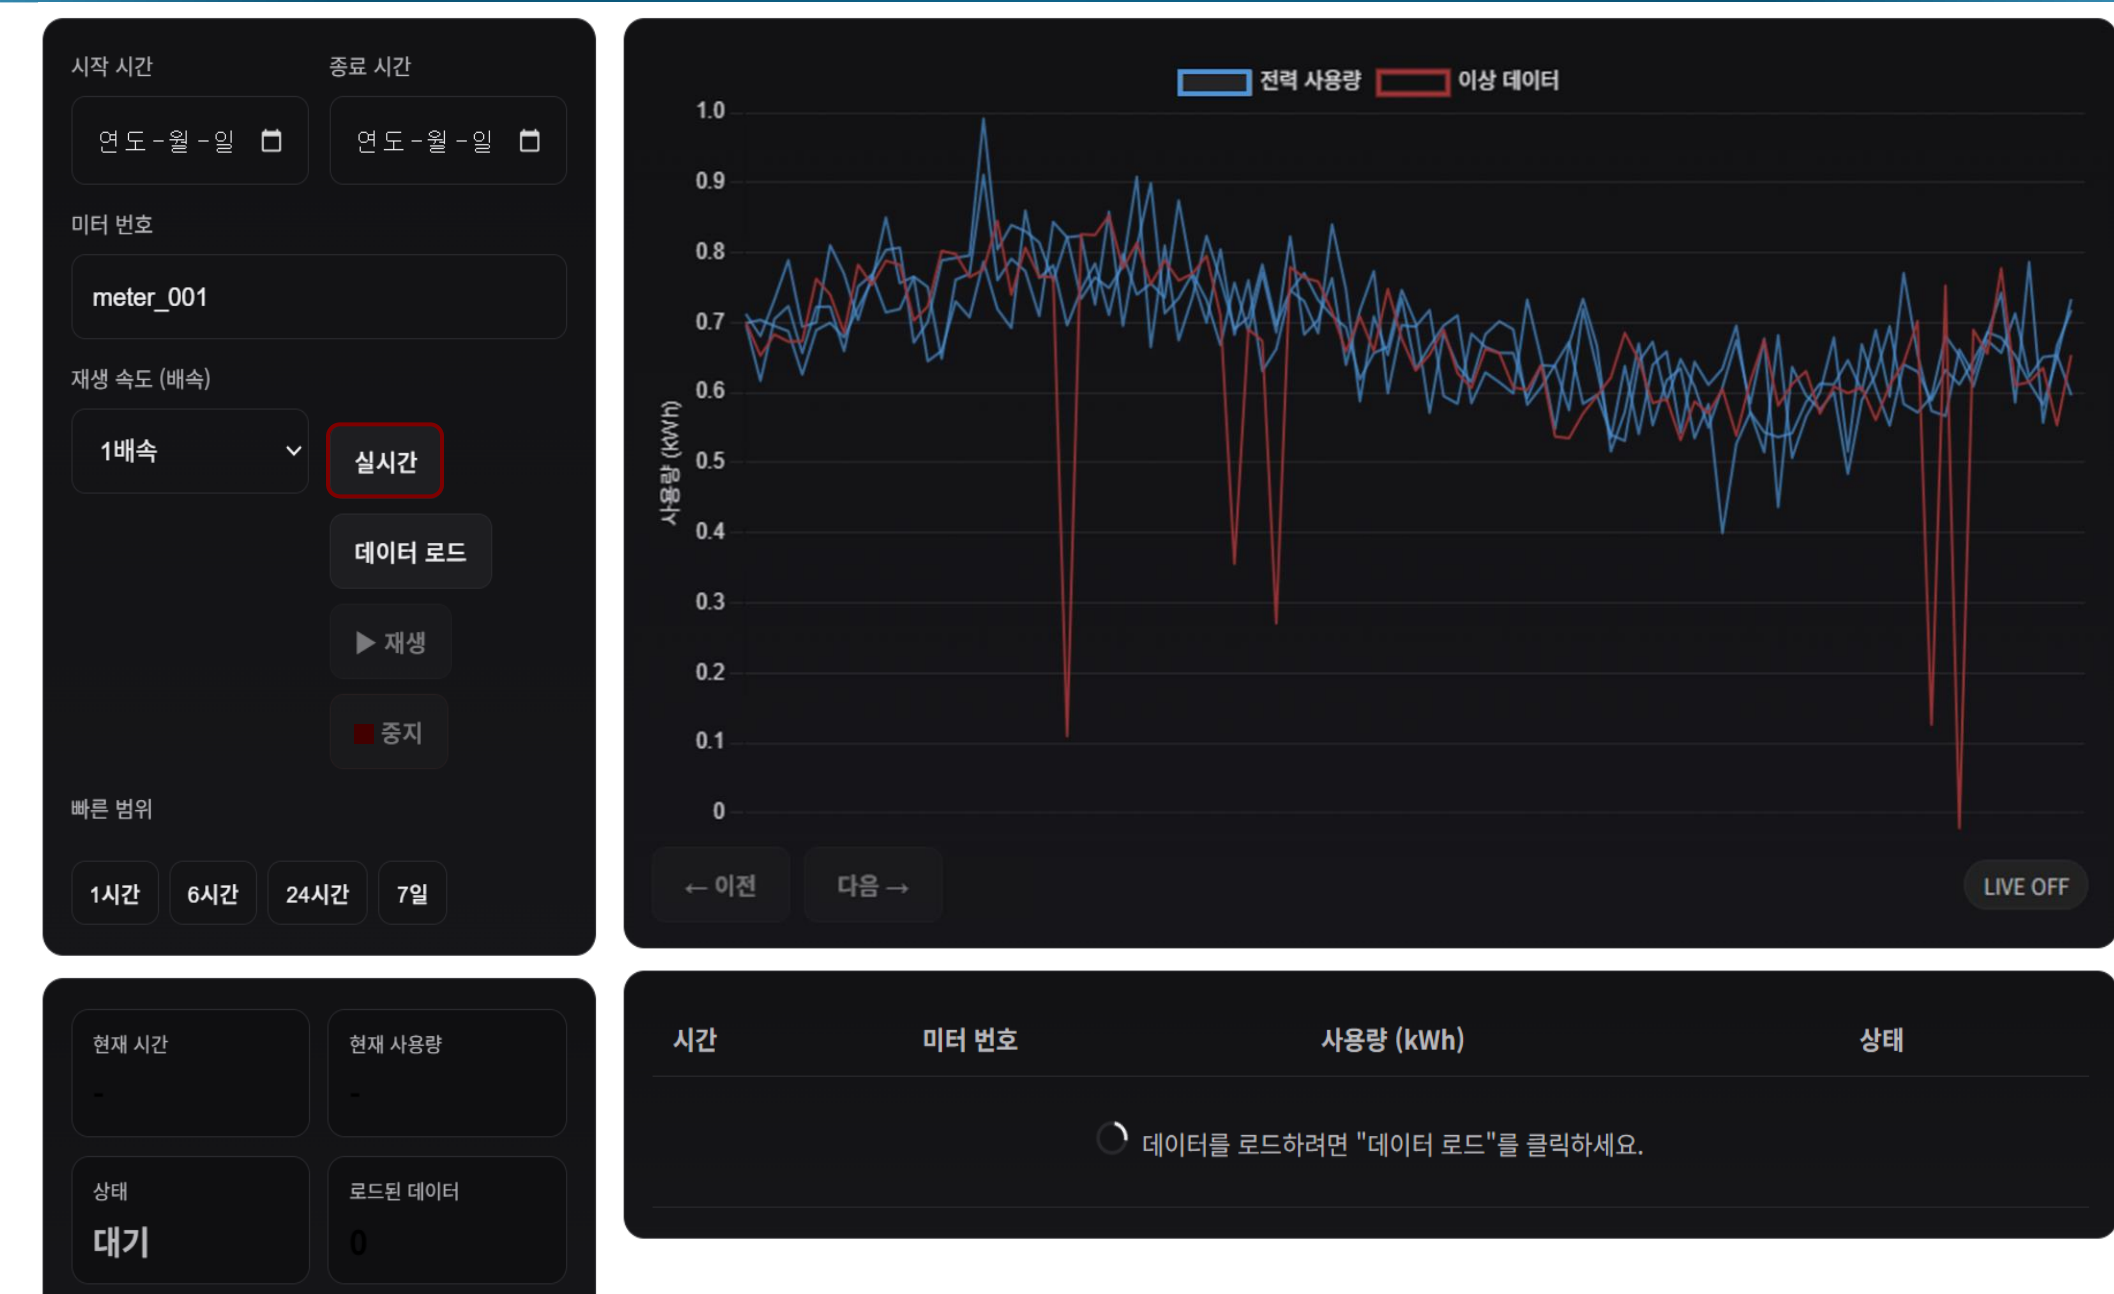 시작 시간
종료 시간
연도-월-일
연도-월-일
미터 번호
meter_001
재생 속도 (배속)
1배속
실시간
데이터 로드
▶ 재생
■ 중지
빠른 범위
1시간
6시간
24시간
7일
현재 시간
-
현재 사용량
-
상태
대기
로드된 데이터
0
전력 사용량
이상 데이터
사용량 (kWh)
1.0
0.9
0.8
0.7
0.6
0.5
0.4
0.3
0.2
0.1
0
← 이전
다음 →
LIVE OFF
시간 미터 번호 사용량 (kWh) 상태
데이터를 로드하려면 "데이터 로드"를 클릭하세요.